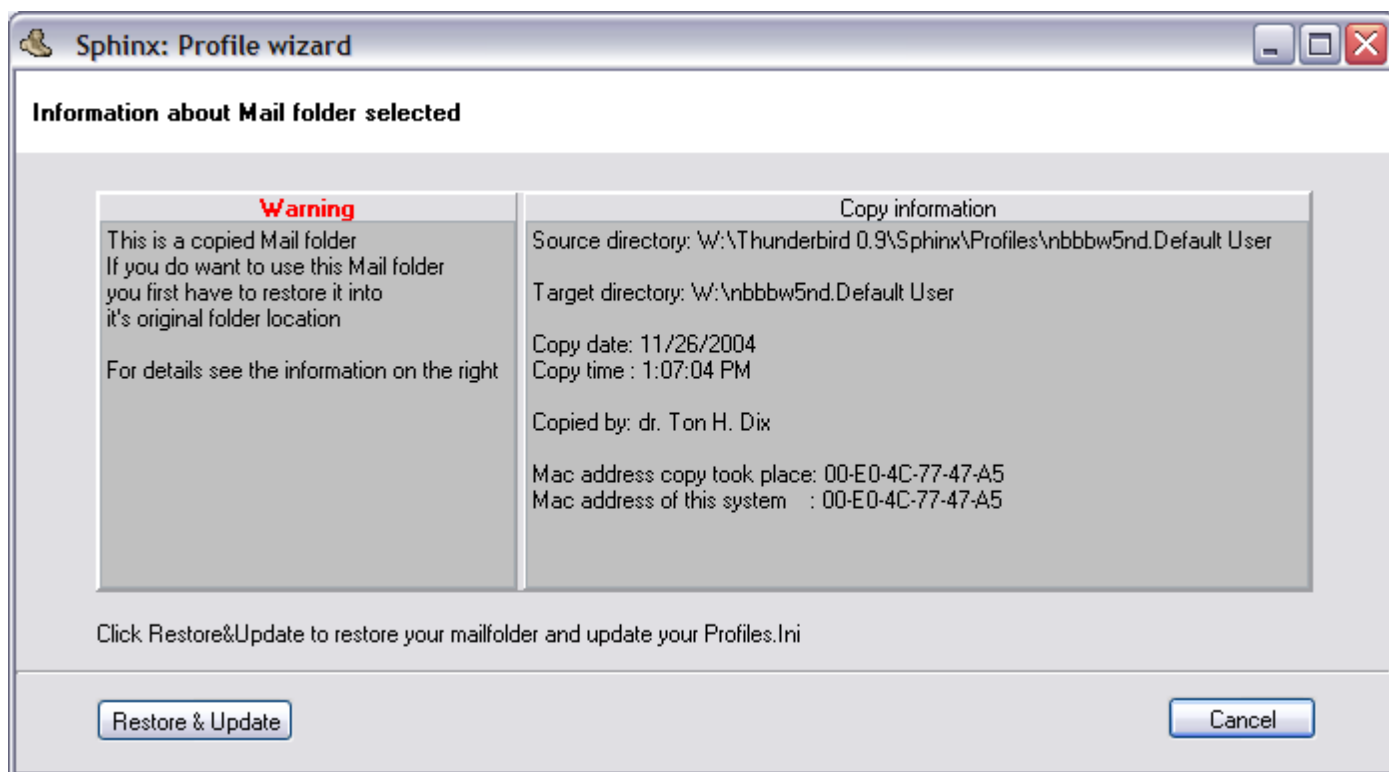 Sphinx: Profile wizard
Information about Mail folder selected
Warning
This is a copied Mail folder
If you do want to use this Mail folder
you first have to restore it into
it's original folder location
For details see the information on the right
Copy information
Source directory: W:\Thunderbird 0.9\Sphinx\Profiles\nbbbw5nd.Default User
Target directory: W:\nbbbw5nd.Default User
Copy date: 11/26/2004
Copy time : 1:07:04 PM
Copied by: dr. Ton H. Dix
Mac address copy took place: 00-E0-4C-77-47-A5
Mac address of this system : 00-E0-4C-77-47-A5
Click Restore&Update to restore your mailfolder and update your Profiles.Ini
Restore & Update
Cancel